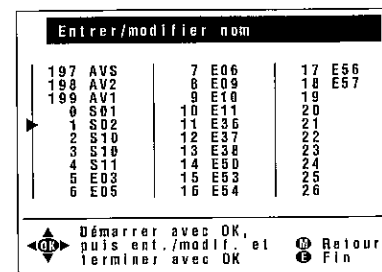 Entrer/modifier nom
197 AVS
198 AV2
199 AV1
0 S01
1 S02
2 S10
3 S10
4 S11
5 E03
6 E05
7 E06
8 E09
9 E10
10 E11
11 E36
12 E37
13 E38
14 E50
15 E53
16 E54
17 E56
18 E57
19
20
21
22
23
24
25
26
Démarrer avec OK,
puis ent./modif. et
terminer avec OK
OK
M Retour
E Fin